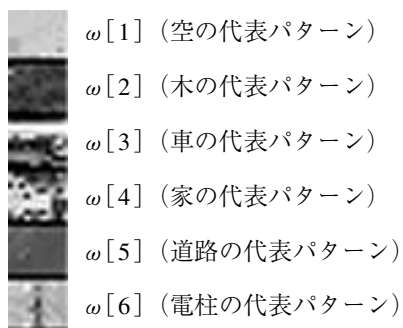 ω[1]（空の代表パターン）
ω[2]（木の代表パターン）
ω[3]（車の代表パターン）
ω[4]（家の代表パターン）
ω[5]（道路の代表パターン）
ω[6]（電柱の代表パターン）